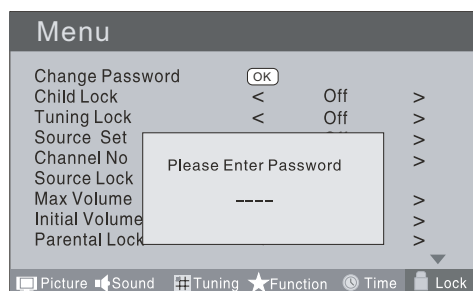 Menu
Change Password OK
Child Lock < Off >
Tuning Lock < Off >
Source Set >
Channel No >
Source Lock
Max Volume >
Initial Volume >
Parental Lock >
Please Enter Password
----
Picture Sound Tuning Function Time Lock